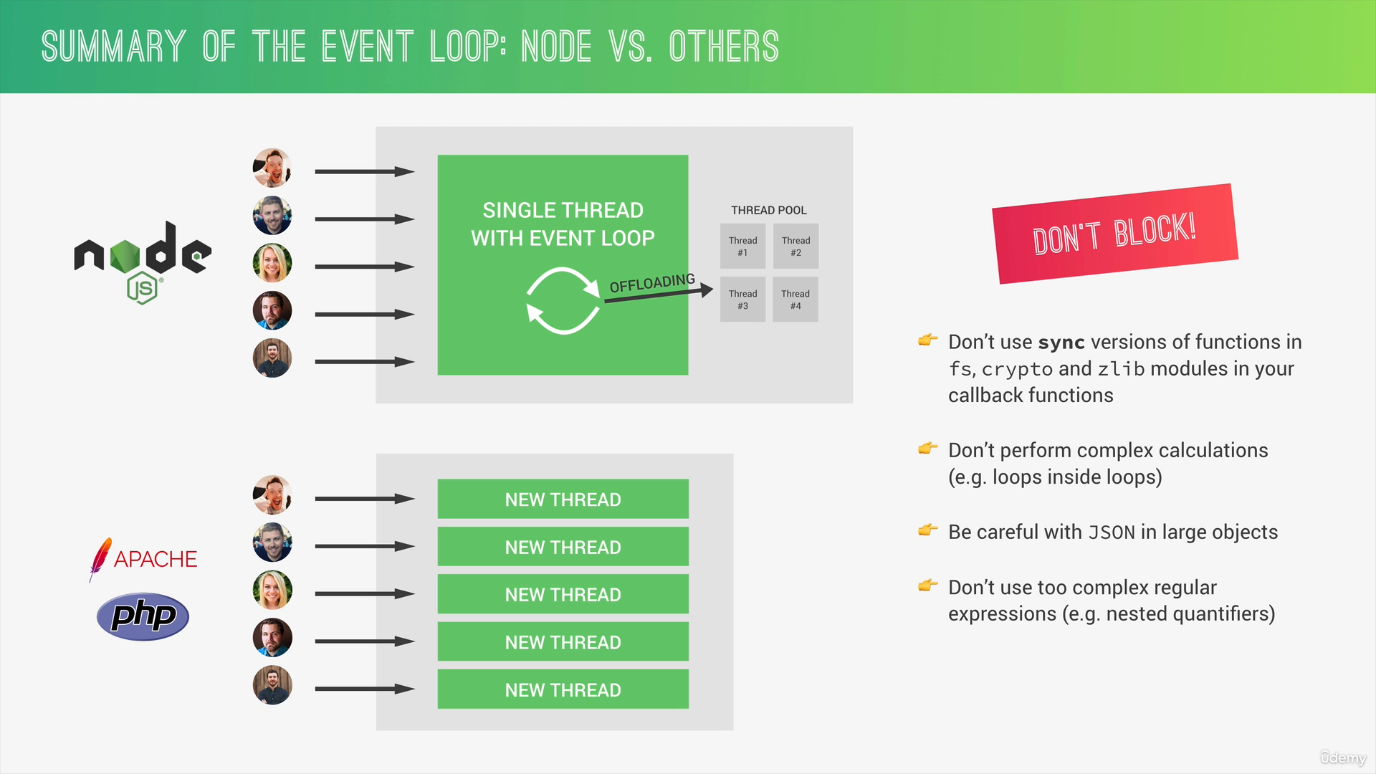 SUMMARY OF THE EVENT LOOP: NODE VS. OTHERS
node
JS
SINGLE THREAD
WITH EVENT LOOP
OFFLOADING
THREAD POOL
Thread #1
Thread #2
Thread #3
Thread #4
APACHE
php
NEW THREAD
NEW THREAD
NEW THREAD
NEW THREAD
NEW THREAD
DON'T BLOCK!
Don't use sync versions of functions in
fs, crypto and zlib modules in your
callback functions
Don't perform complex calculations
(e.g. loops inside loops)
Be careful with JSON in large objects
Don't use too complex regular
expressions (e.g. nested quantifiers)
ûdemy